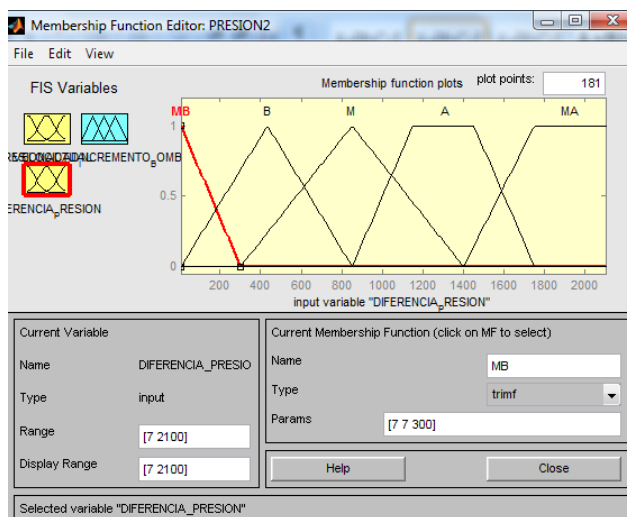 Membership Function Editor: PRESION2
File Edit View
FIS Variables
Membership function plots plot points: 181
MB B M A MA
1
0.5
0
ERENCIA_PRESION
200 400 600 800 1000 1200 1400 1600 1800 2000
input variable "DIFERENCIA_PRESION"
Current Variable
Name DIFERENCIA_PRESIO
Type input
Range [7 2100]
Display Range [7 2100]
Current Membership Function (click on MF to select)
Name MB
Type trimf
Params [7 7 300]
Help Close
Selected variable "DIFERENCIA_PRESION"